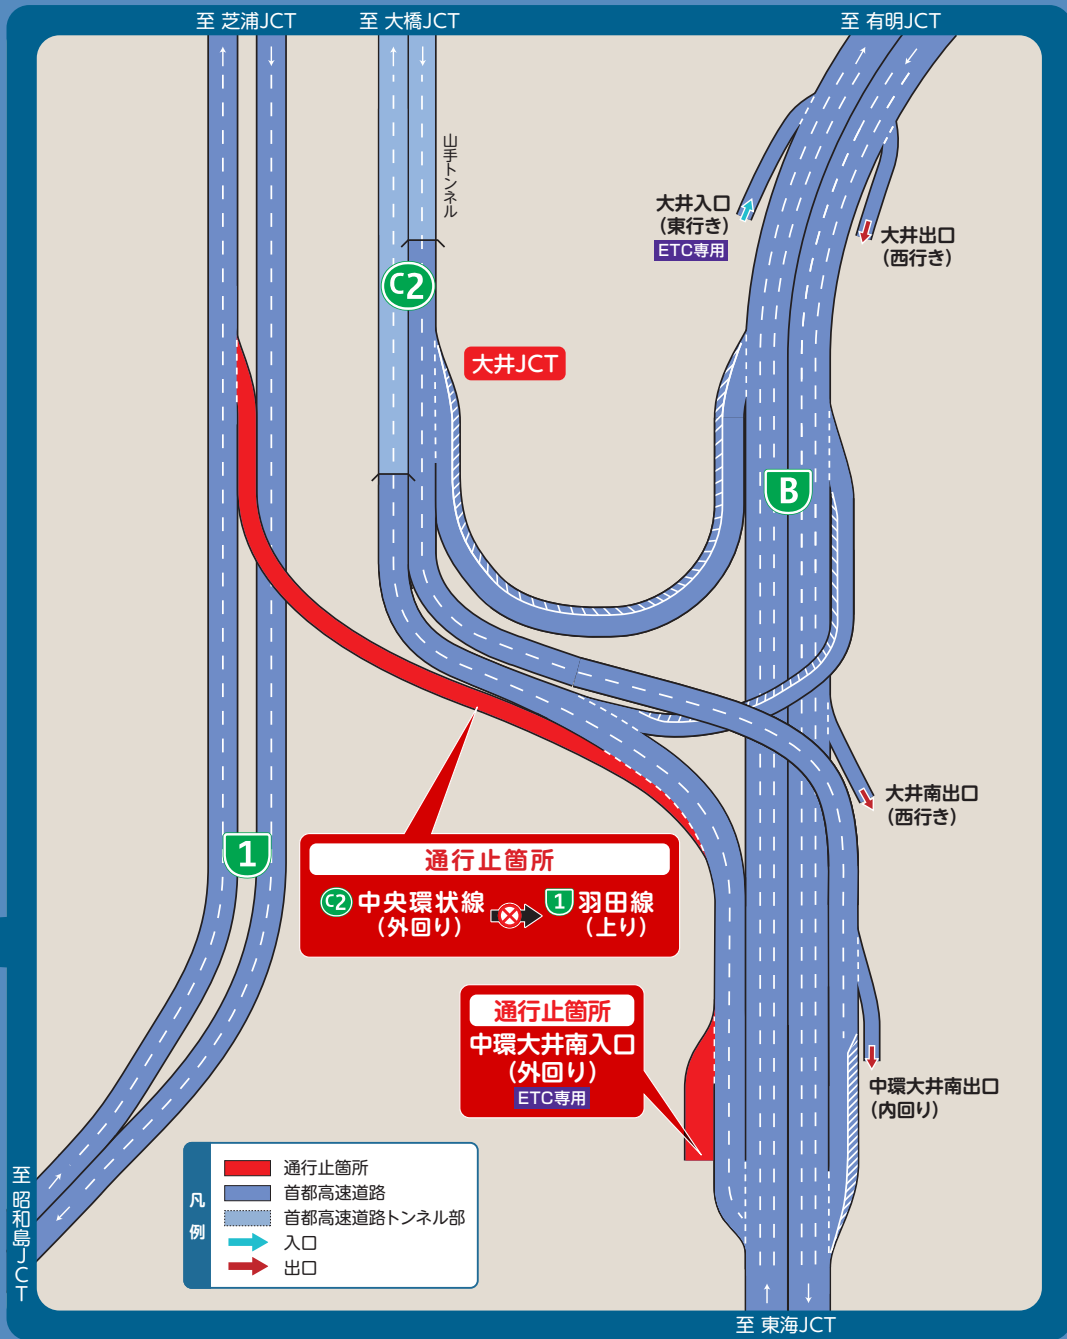 至 芝浦JCT
至 大橋JCT
至 有明JCT
山手トンネル
大井入口
(東行き)
ETC専用
大井出口
(西行き)
C2
大井JCT
B
大井南出口
(西行き)
1
通行止箇所
C2 中央環状線
(外回り)
1 羽田線
(上り)
通行止箇所
中環大井南入口
(外回り)
ETC専用
中環大井南出口
(内回り)
至 昭和島JCT
凡例
通行止箇所
首都高速道路
首都高速道路トンネル部
入口
出口
至 東海JCT